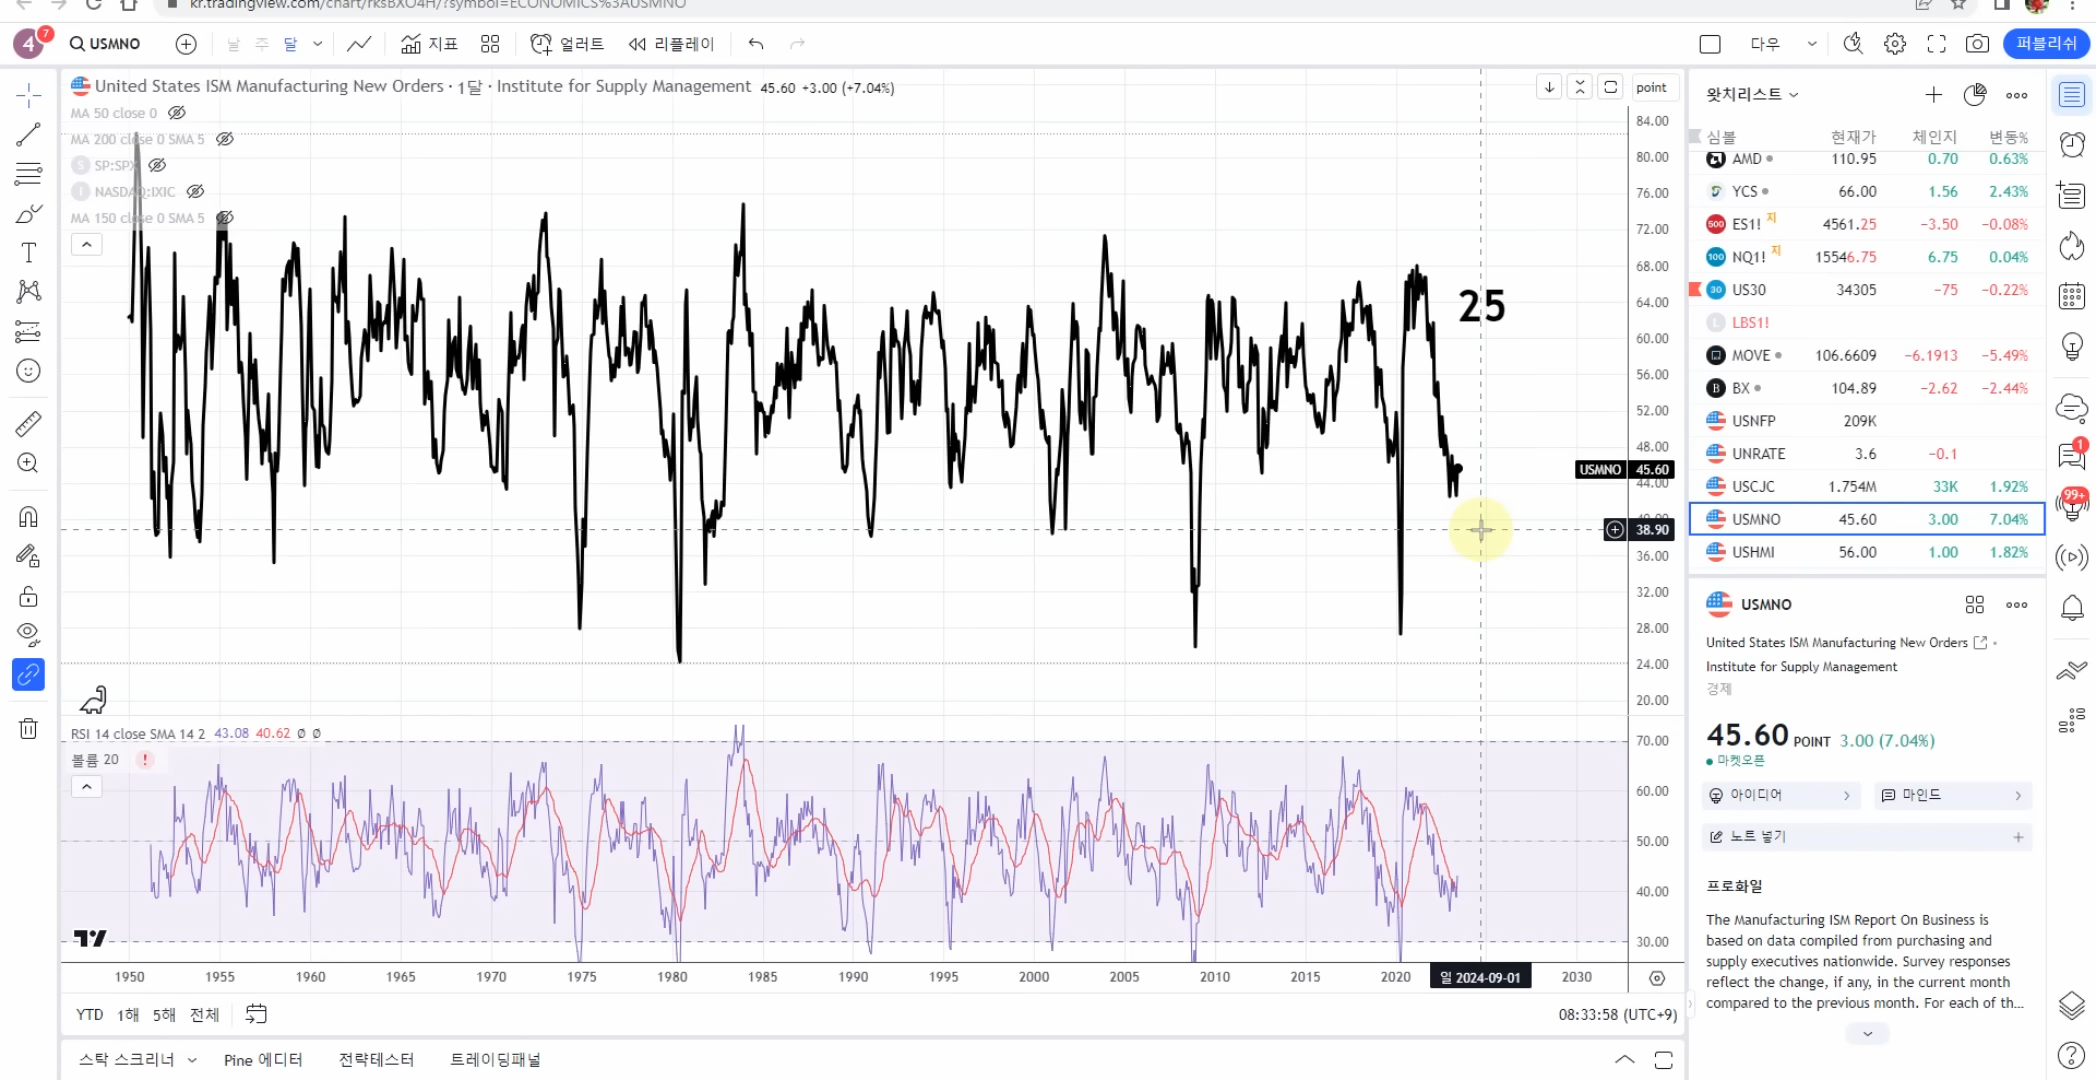 kr.tradingview.com/chart/rksBXO4H/?symbol=ECONOMICS%3AUSMNO
4 7 USMNO 날 주 달 지표 얼러트 리플레이 다우 퍼블리쉬
United States ISM Manufacturing New Orders · 1달 · Institute for Supply Management 45.60 +3.00 (+7.04%)
point
MA 50 close 0
MA 200 close 0 SMA 5
S SP:SPX
I NASDAQ:IXIC
MA 150 close 0 SMA 5
84.00
80.00
76.00
72.00
68.00
64.00
60.00
56.00
52.00
48.00
USMNO 45.60
44.00
40.00
38.90
36.00
32.00
28.00
24.00
20.00
25
RSI 14 close SMA 14 2 43.08 40.62 Ø Ø
볼륨 20 !
70.00
60.00
50.00
40.00
30.00
1950 1955 1960 1965 1970 1975 1980 1985 1990 1995 2000 2005 2010 2015 2020 일 2024-09-01 2030
YTD 1해 5해 전체
08:33:58 (UTC+9)
스탁 스크리너 Pine 에디터 전략테스터 트레이딩패널
왓치리스트
심볼 현재가 체인지 변동%
AMD 110.95 0.70 0.63%
YCS 66.00 1.56 2.43%
500 ES1! 지 4561.25 −3.50 −0.08%
100 NQ1! 지 15546.75 6.75 0.04%
30 US30 34305 −75 −0.22%
L LBS1!
MOVE 106.6609 −6.1913 −5.49%
B BX 104.89 −2.62 −2.44%
USNFP 209K
UNRATE 3.6 −0.1
USCJC 1.754M 33K 1.92%
USMNO 45.60 3.00 7.04%
USHMI 56.00 1.00 1.82%
USMNO
United States ISM Manufacturing New Orders
Institute for Supply Management
경제
45.60 POINT 3.00 (7.04%)
마켓오픈
아이디어
마인드
노트 넣기
프로화일
The Manufacturing ISM Report On Business is
based on data compiled from purchasing and
supply executives nationwide. Survey responses
reflect the change, if any, in the current month
compared to the previous month. For each of th...
1
99+